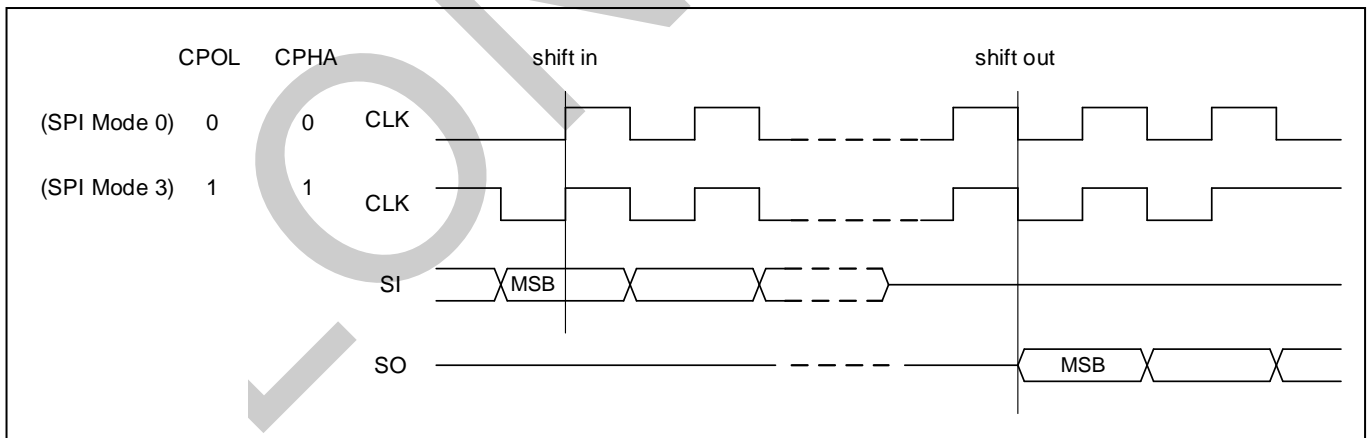 CPOL CPHA shift in shift out
(SPI Mode 0) 0 0 CLK
(SPI Mode 3) 1 1 CLK
SI MSB
SO MSB